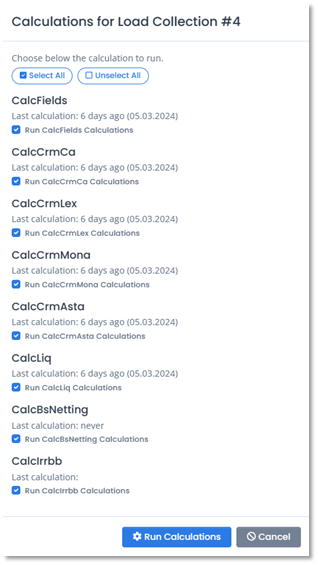 Calculations for Load Collection #4
Choose below the calculation to run.
Select All
Unselect All
CalcFields
Last calculation: 6 days ago (05.03.2024)
Run CalcFields Calculations
CalcCrmCa
Last calculation: 6 days ago (05.03.2024)
Run CalcCrmCa Calculations
CalcCrmLex
Last calculation: 6 days ago (05.03.2024)
Run CalcCrmLex Calculations
CalcCrmMona
Last calculation: 6 days ago (05.03.2024)
Run CalcCrmMona Calculations
CalcCrmAsta
Last calculation: 6 days ago (05.03.2024)
Run CalcCrmAsta Calculations
CalcLiq
Last calculation: 6 days ago (05.03.2024)
Run CalcLiq Calculations
CalcBsNetting
Last calculation: never
Run CalcBsNetting Calculations
CalcIrrbb
Last calculation:
Run CalcIrrbb Calculations
Run Calculations
Cancel